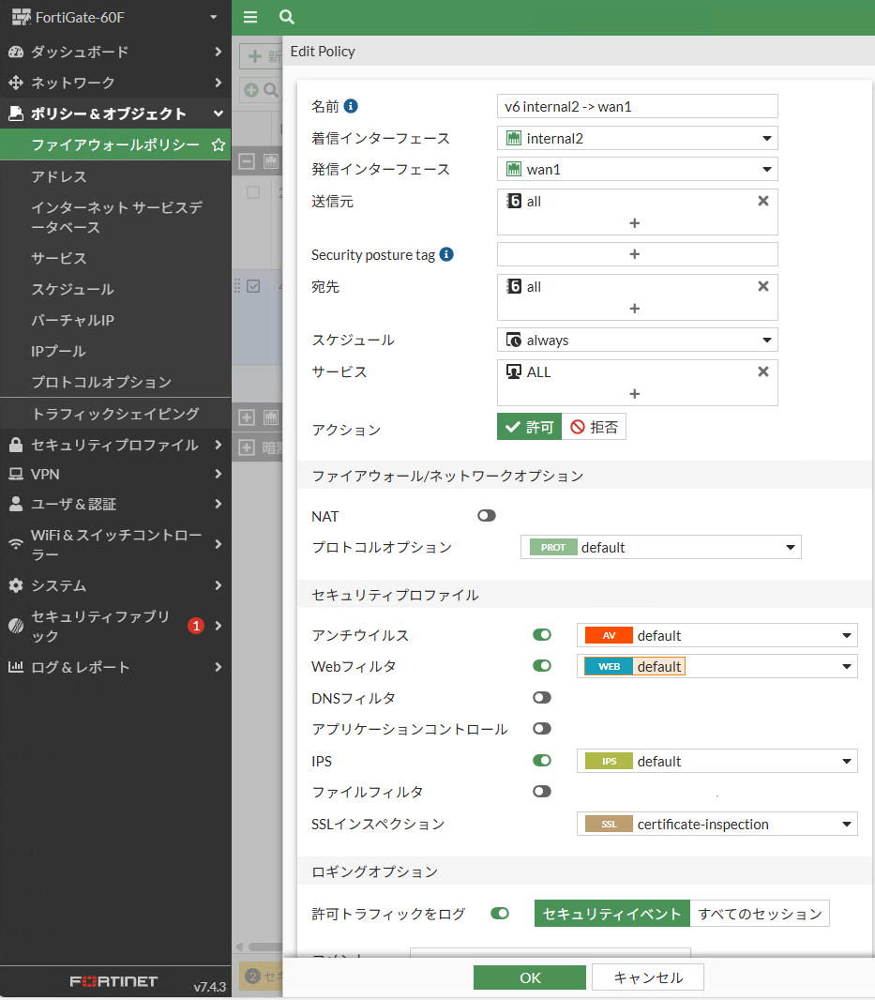 FortiGate-60F
ダッシュボード
ネットワーク
ポリシー & オブジェクト
ファイアウォールポリシー
アドレス
インターネット サービスデ
ータベース
サービス
スケジュール
バーチャルIP
IPプール
プロトコルオプション
トラフィックシェイピング
セキュリティプロファイル
VPN
ユーザ & 認証
WiFi & スイッチコントロー
ラー
システム
セキュリティファブリ
ック
1
ログ & レポート
FORTINET
v7.4.3
新
暗黙
2 セキ
Edit Policy
名前 v6 internal2 -> wan1
着信インターフェース internal2
発信インターフェース wan1
送信元 6 all
+
Security posture tag +
宛先 6 all
+
スケジュール always
サービス ALL
+
アクション 許可 拒否
ファイアウォール/ネットワークオプション
NAT
プロトコルオプション PROT default
セキュリティプロファイル
アンチウイルス AV default
Webフィルタ WEB default
DNSフィルタ
アプリケーションコントロール
IPS IPS default
ファイルフィルタ
SSLインスペクション SSL certificate-inspection
ロギングオプション
許可トラフィックをログ セキュリティイベント すべてのセッション
コメント
OK キャンセル